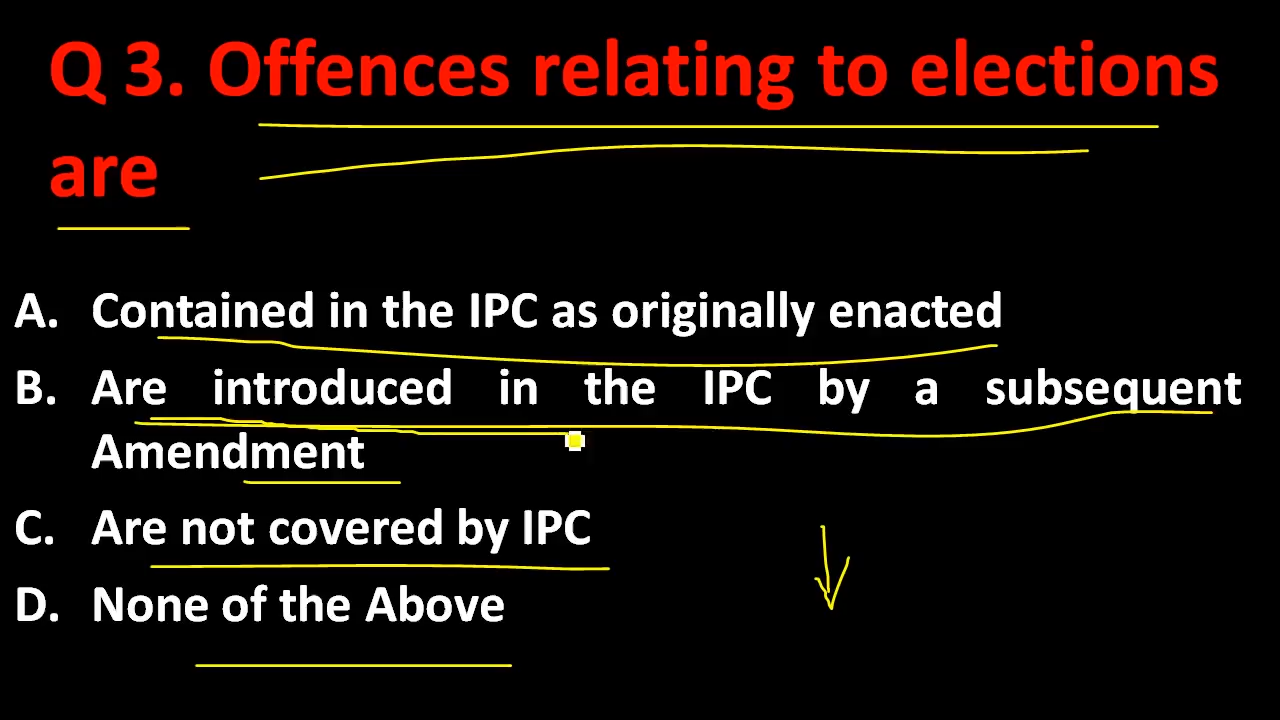 Q 3. Offences relating to elections
are
A. Contained in the IPC as originally enacted
B. Are introduced in the IPC by a subsequent
Amendment
C. Are not covered by IPC
D. None of the Above